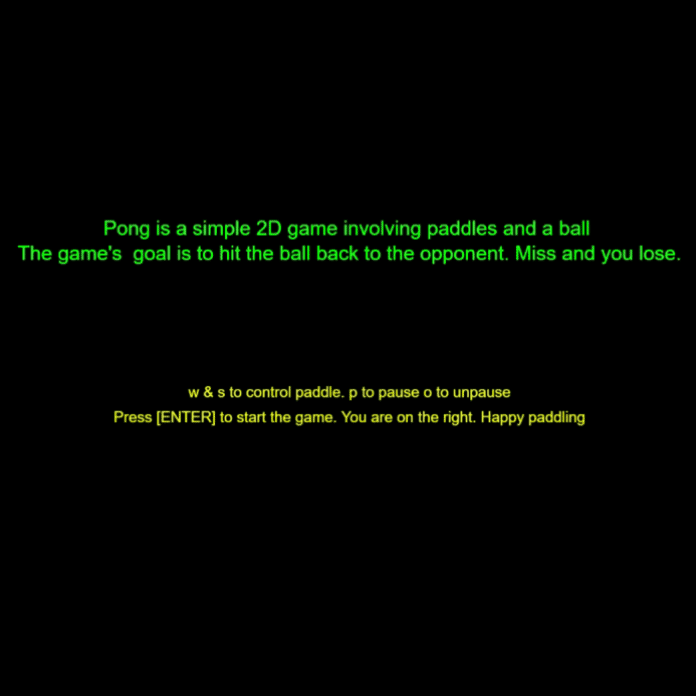 Pong is a simple 2D game involving paddles and a ball
The game's  goal is to hit the ball back to the opponent. Miss and you lose.
w & s to control paddle. p to pause o to unpause
Press [ENTER] to start the game. You are on the right. Happy paddling